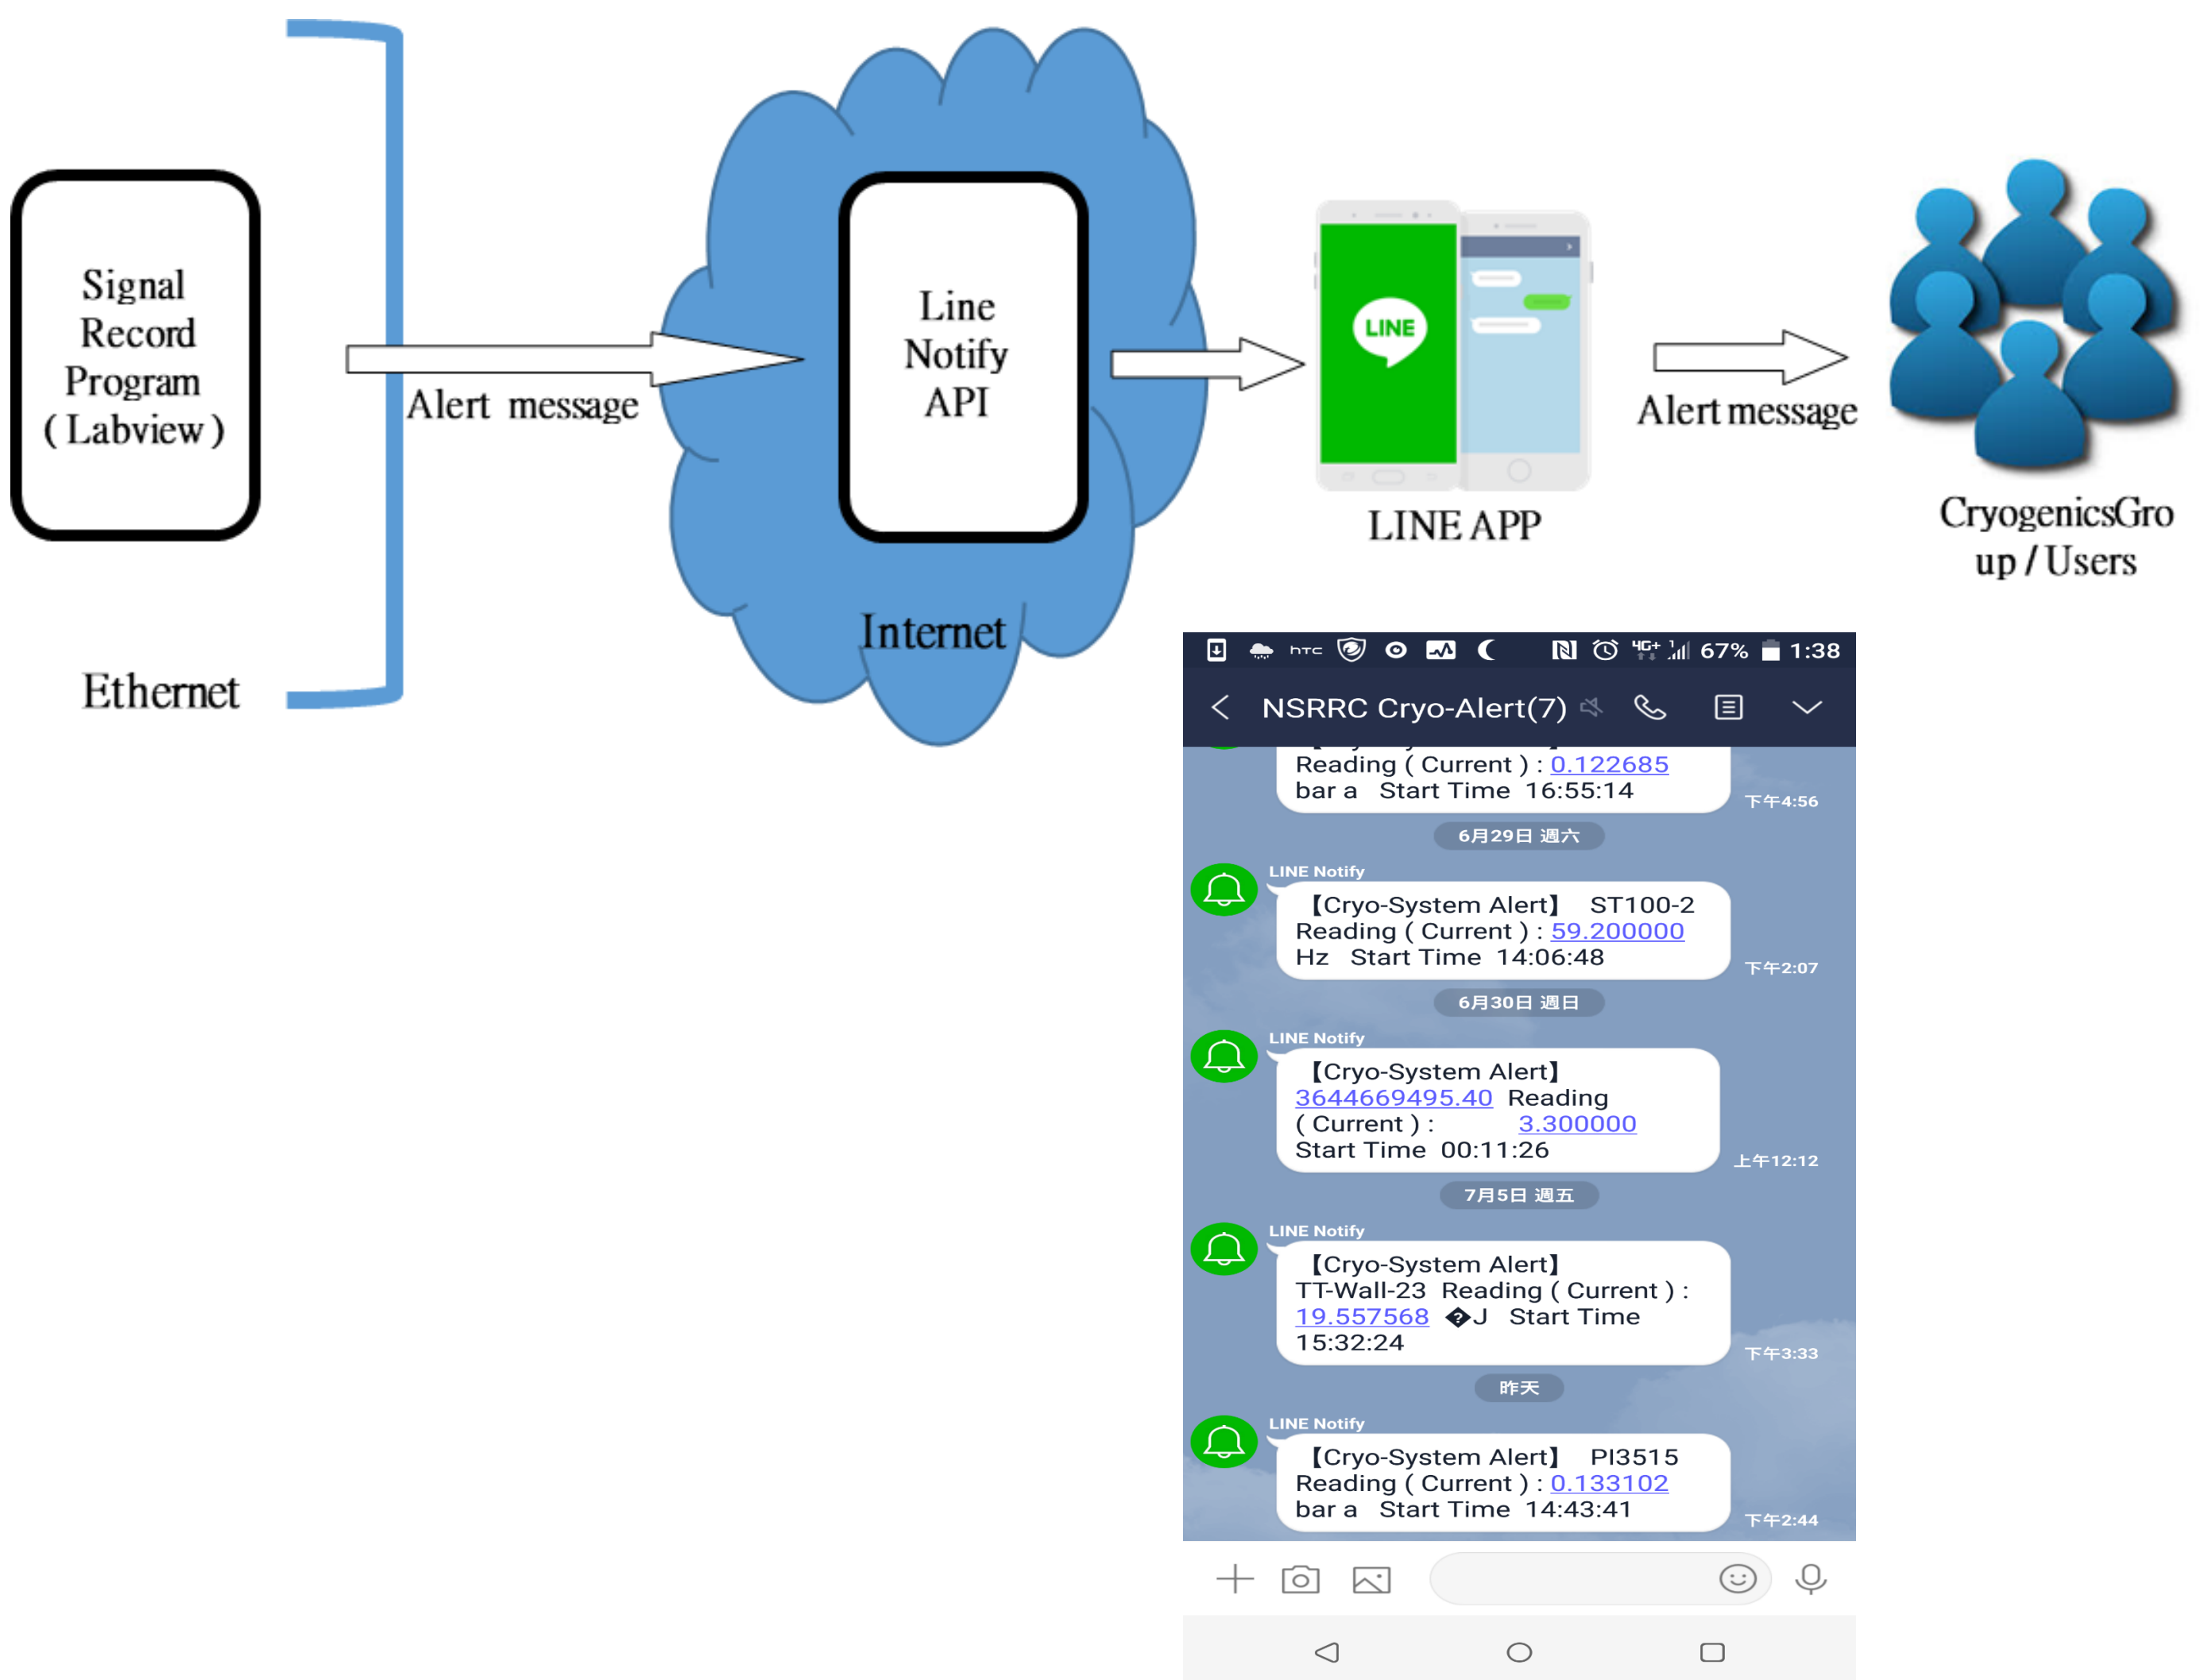 Signal
Record
Program
( Labview )
Ethernet
Alert message
Line
Notify
API
Internet
LINE
LINE APP
Alert message
CryogenicsGro
up / Users
htc 4G+ 67% 1:38
NSRRC Cryo-Alert(7)
Reading ( Current ) : 0.122685
bar a Start Time 16:55:14
下午4:56
6月29日 週六
LINE Notify
【Cryo-System Alert】 ST100-2
Reading ( Current ) : 59.200000
Hz Start Time 14:06:48
下午2:07
6月30日 週日
LINE Notify
【Cryo-System Alert】
3644669495.40 Reading
( Current ) : 3.300000
Start Time 00:11:26
上午12:12
7月5日 週五
LINE Notify
【Cryo-System Alert】
TT-Wall-23 Reading ( Current ) :
19.557568 �J Start Time
15:32:24
下午3:33
昨天
LINE Notify
【Cryo-System Alert】 PI3515
Reading ( Current ) : 0.133102
bar a Start Time 14:43:41
下午2:44